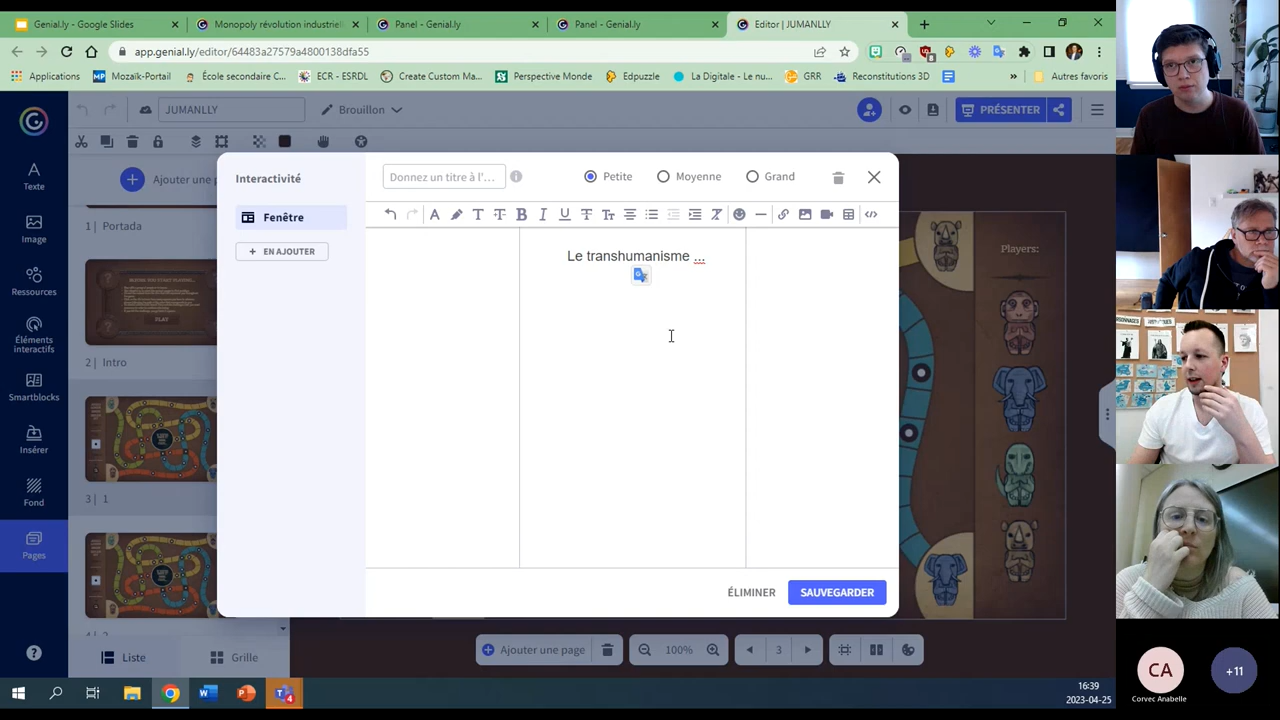 Genial.ly - Google Slides
Monopoly révolution industriel
Panel - Genial.ly
Panel - Genial.ly
Editor | JUMANLLY
app.genial.ly/editor/64483a27579a4800138dfa55
Applications
Mozaïk-Portail
École secondaire C...
ECR - ESRDL
Create Custom Ma...
Perspective Monde
Edpuzzle
La Digitale - Le nu...
GRR
Reconstitutions 3D
»
Autres favoris
JUMANLLY
Brouillon
PRÉSENTER
Texte
Image
Ressources
Éléments
interactifs
Smartblocks
Insérer
Fond
Pages
Ajouter une p
1 | Portada
PLAY
2 | Intro
3 | 1
Liste
Grille
Interactivité
Fenêtre
+ EN AJOUTER
Donnez un titre à l'...
Petite
Moyenne
Grand
Le transhumanisme ...
ÉLIMINER
SAUVEGARDER
Players:
Ajouter une page
100%
3
16:39
2023-04-25
4
CA
Corvec Anabelle
+11